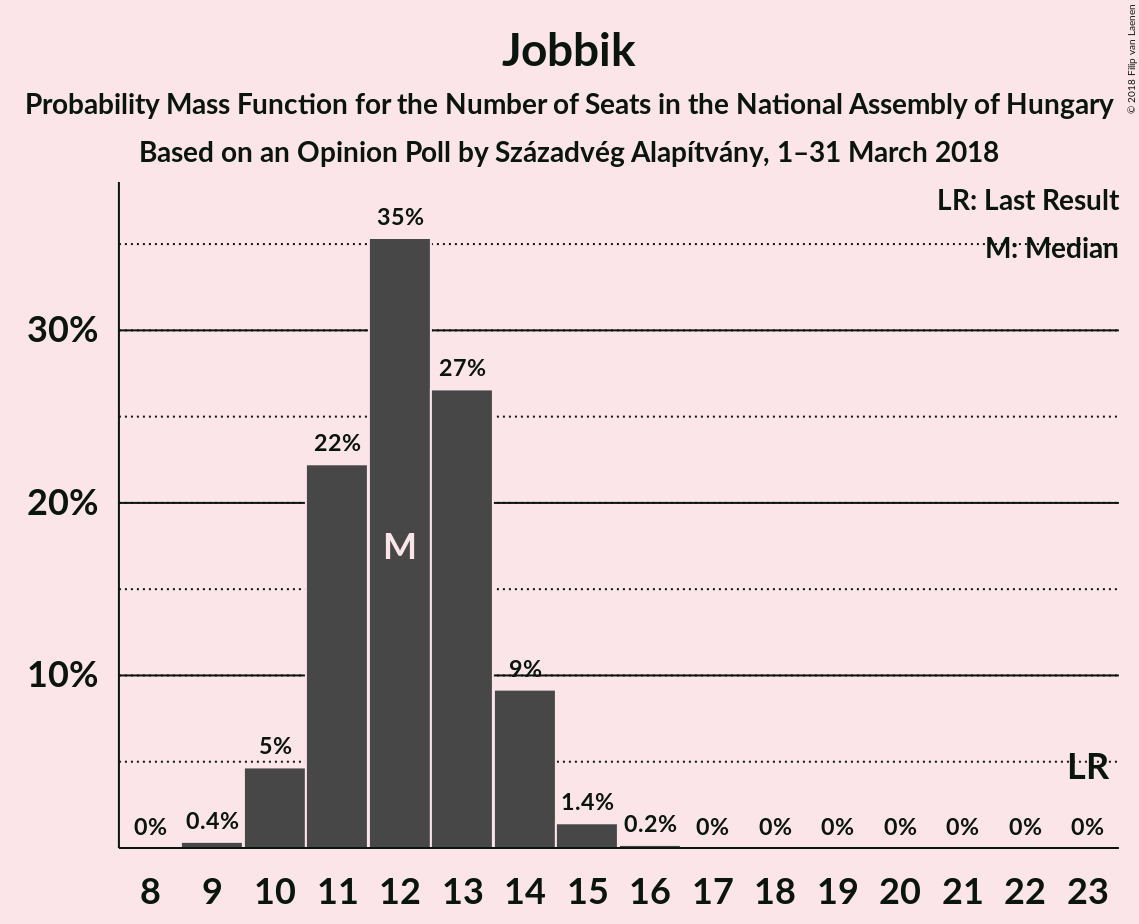 Jobbik
Probability Mass Function for the Number of Seats in the National Assembly of Hungary
Based on an Opinion Poll by Századvég Alapítvány, 1–31 March 2018
© 2018 Filip van Laenen
LR: Last Result
M: Median
30%
20%
10%
0%
0.4%
5%
22%
35%
27%
9%
1.4%
0.2%
0%
0%
0%
0%
0%
0%
0%
M
LR
8 9 10 11 12 13 14 15 16 17 18 19 20 21 22 23